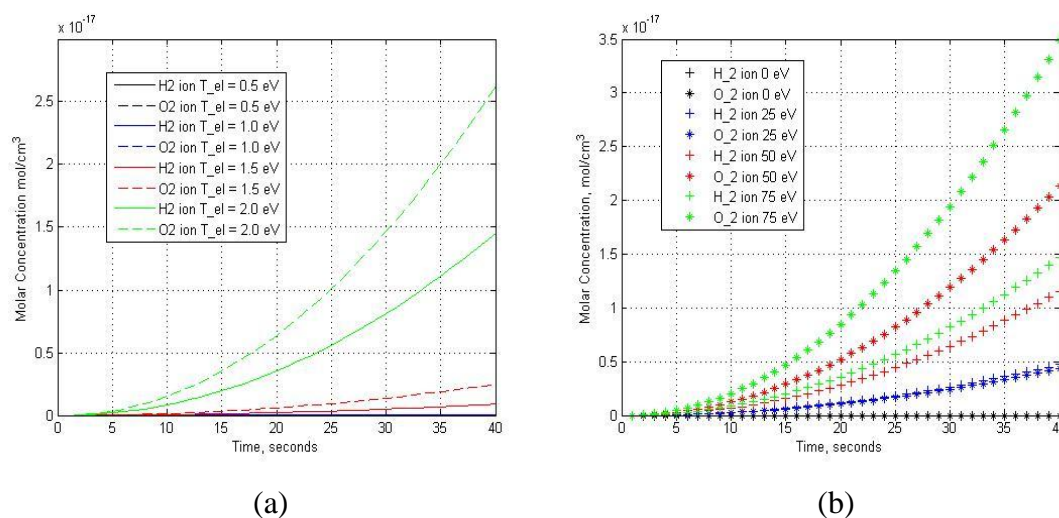 x 10^-17
2.5
2
1.5
1
0.5
0
Molar Concentration mol/cm³
H2 ion T_el = 0.5 eV
O2 ion T_el = 0.5 eV
H2 ion T_el = 1.0 eV
O2 ion T_el = 1.0 eV
H2 ion T_el = 1.5 eV
O2 ion T_el = 1.5 eV
H2 ion T_el = 2.0 eV
O2 ion T_el = 2.0 eV
0 5 10 15 20 25 30 35 40
Time, seconds
(a)
x 10^-17
3.5
3
2.5
2
1.5
1
0.5
0
Molar Concentration, mol/cm³
H_2 ion 0 eV
O_2 ion 0 eV
H_2 ion 25 eV
O_2 ion 25 eV
H_2 ion 50 eV
O_2 ion 50 eV
H_2 ion 75 eV
O_2 ion 75 eV
0 5 10 15 20 25 30 35
Time, seconds
(b)